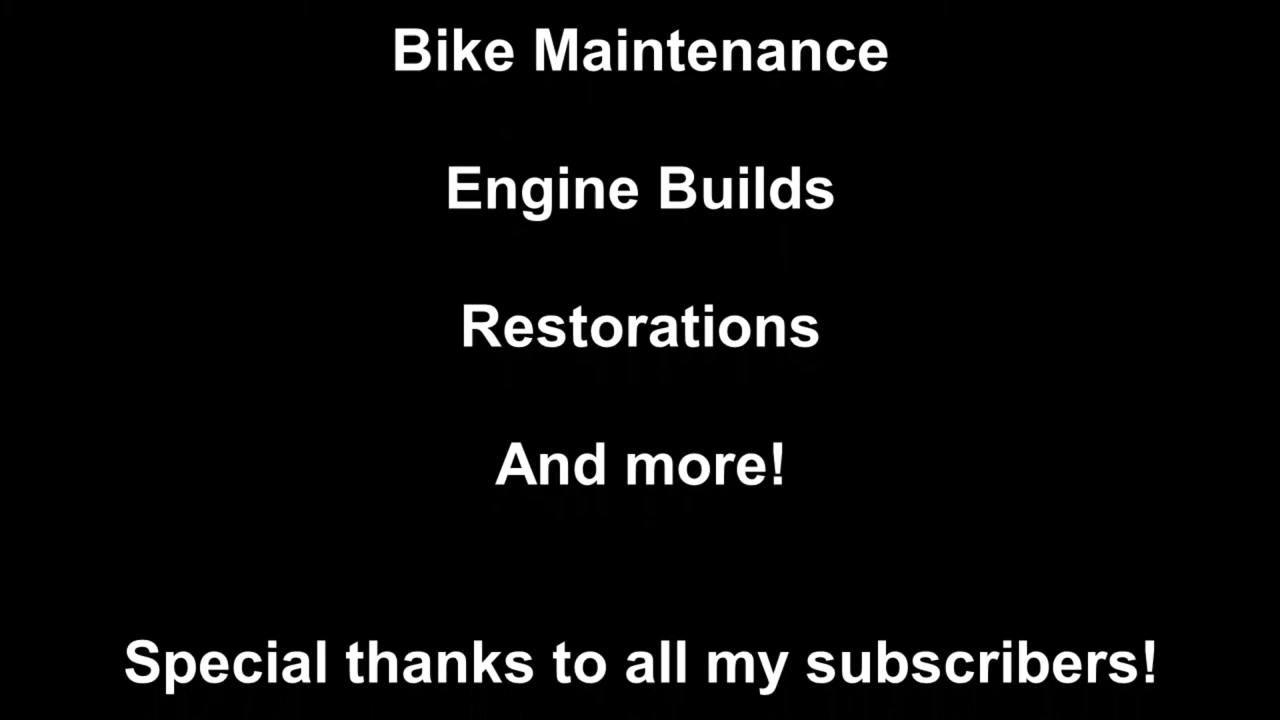 Bike Maintenance
Engine Builds
Restorations
And more!
Special thanks to all my subscribers!